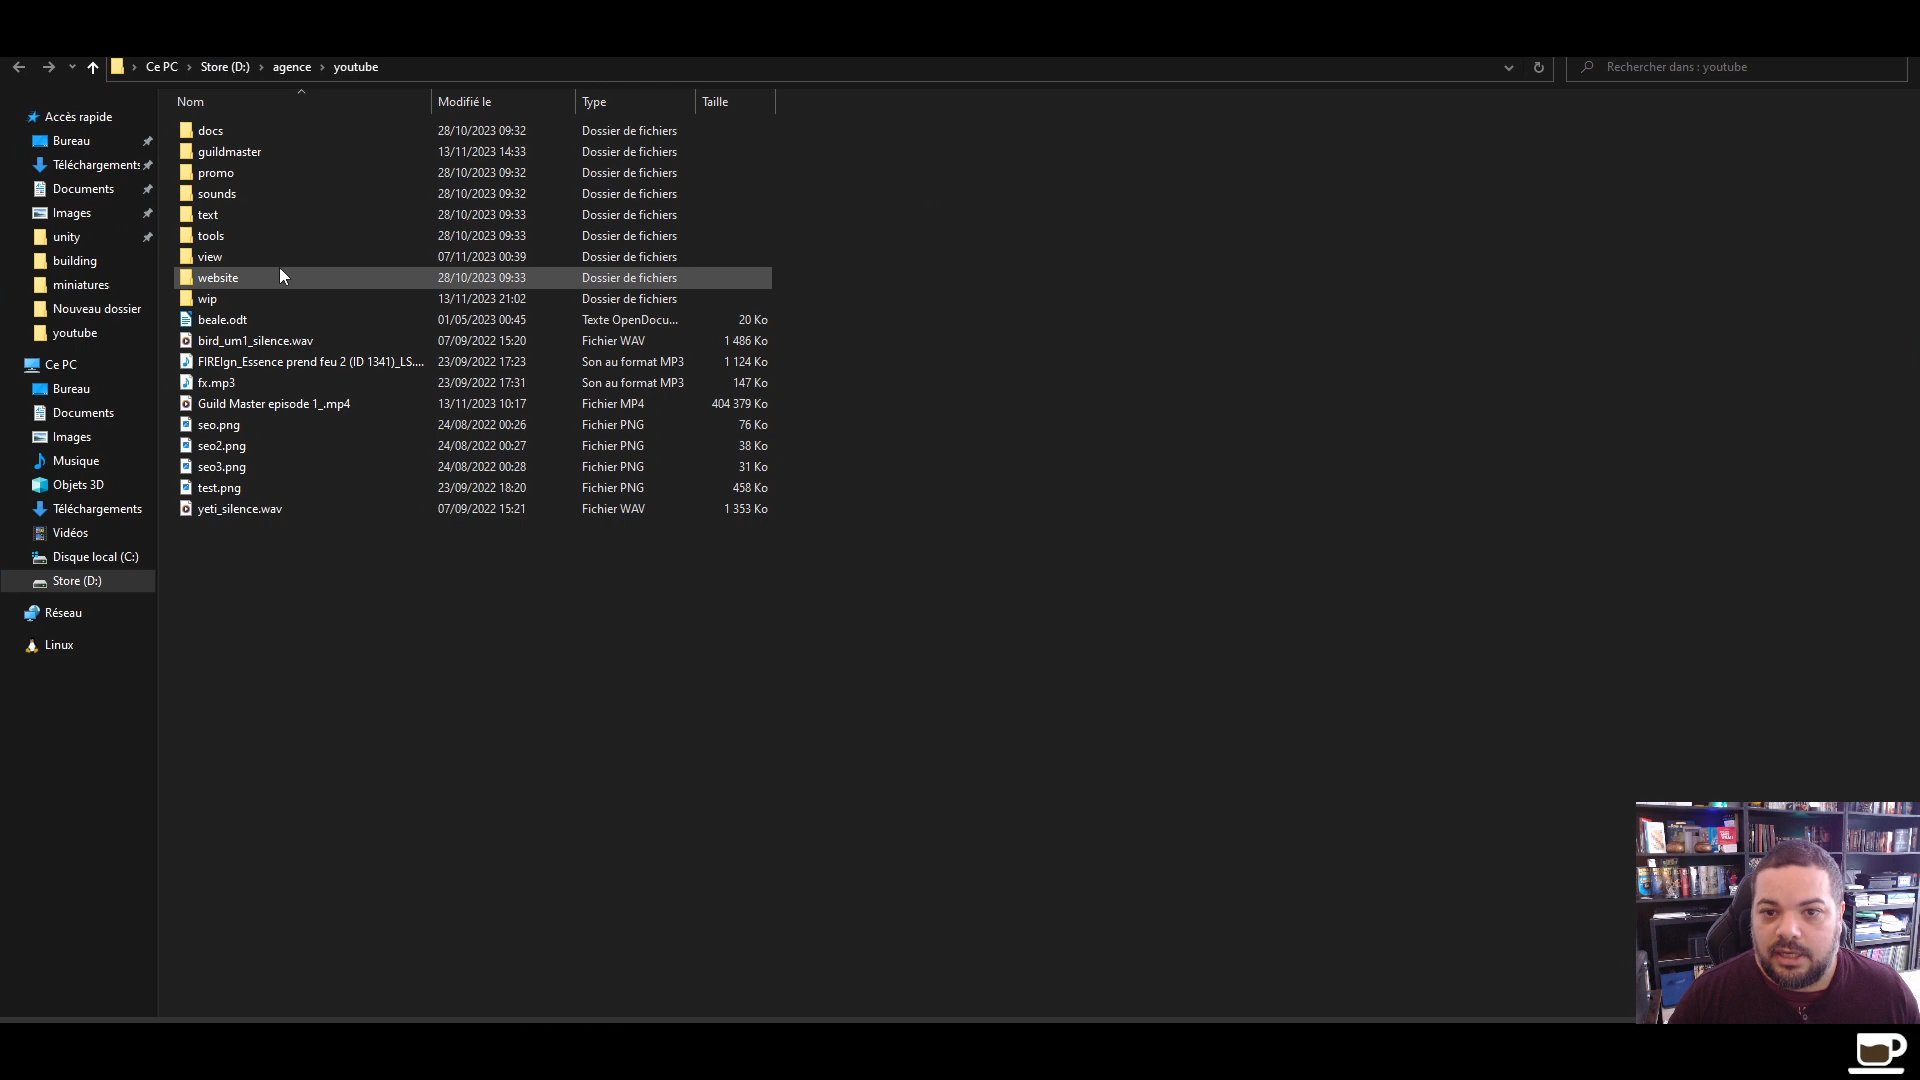 Ce PC › Store (D:) › agence › youtube
Rechercher dans : youtube
Nom Modifié le Type Taille
Accès rapide
Bureau
Téléchargements
Documents
Images
unity
building
miniatures
Nouveau dossier
youtube
Ce PC
Bureau
Documents
Images
Musique
Objets 3D
Téléchargements
Vidéos
Disque local (C:)
Store (D:)
Réseau
Linux
docs 28/10/2023 09:32 Dossier de fichiers
guildmaster 13/11/2023 14:33 Dossier de fichiers
promo 28/10/2023 09:32 Dossier de fichiers
sounds 28/10/2023 09:32 Dossier de fichiers
text 28/10/2023 09:33 Dossier de fichiers
tools 28/10/2023 09:33 Dossier de fichiers
view 07/11/2023 00:39 Dossier de fichiers
website 28/10/2023 09:33 Dossier de fichiers
wip 13/11/2023 21:02 Dossier de fichiers
beale.odt 01/05/2023 00:45 Texte OpenDocu... 20 Ko
bird_um1_silence.wav 07/09/2022 15:20 Fichier WAV 1 486 Ko
FIREIgn_Essence prend feu 2 (ID 1341)_LS.... 23/09/2022 17:23 Son au format MP3 1 124 Ko
fx.mp3 23/09/2022 17:31 Son au format MP3 147 Ko
Guild Master episode 1_.mp4 13/11/2023 10:17 Fichier MP4 404 379 Ko
seo.png 24/08/2022 00:26 Fichier PNG 76 Ko
seo2.png 24/08/2022 00:27 Fichier PNG 38 Ko
seo3.png 24/08/2022 00:28 Fichier PNG 31 Ko
test.png 23/09/2022 18:20 Fichier PNG 458 Ko
yeti_silence.wav 07/09/2022 15:21 Fichier WAV 1 353 Ko